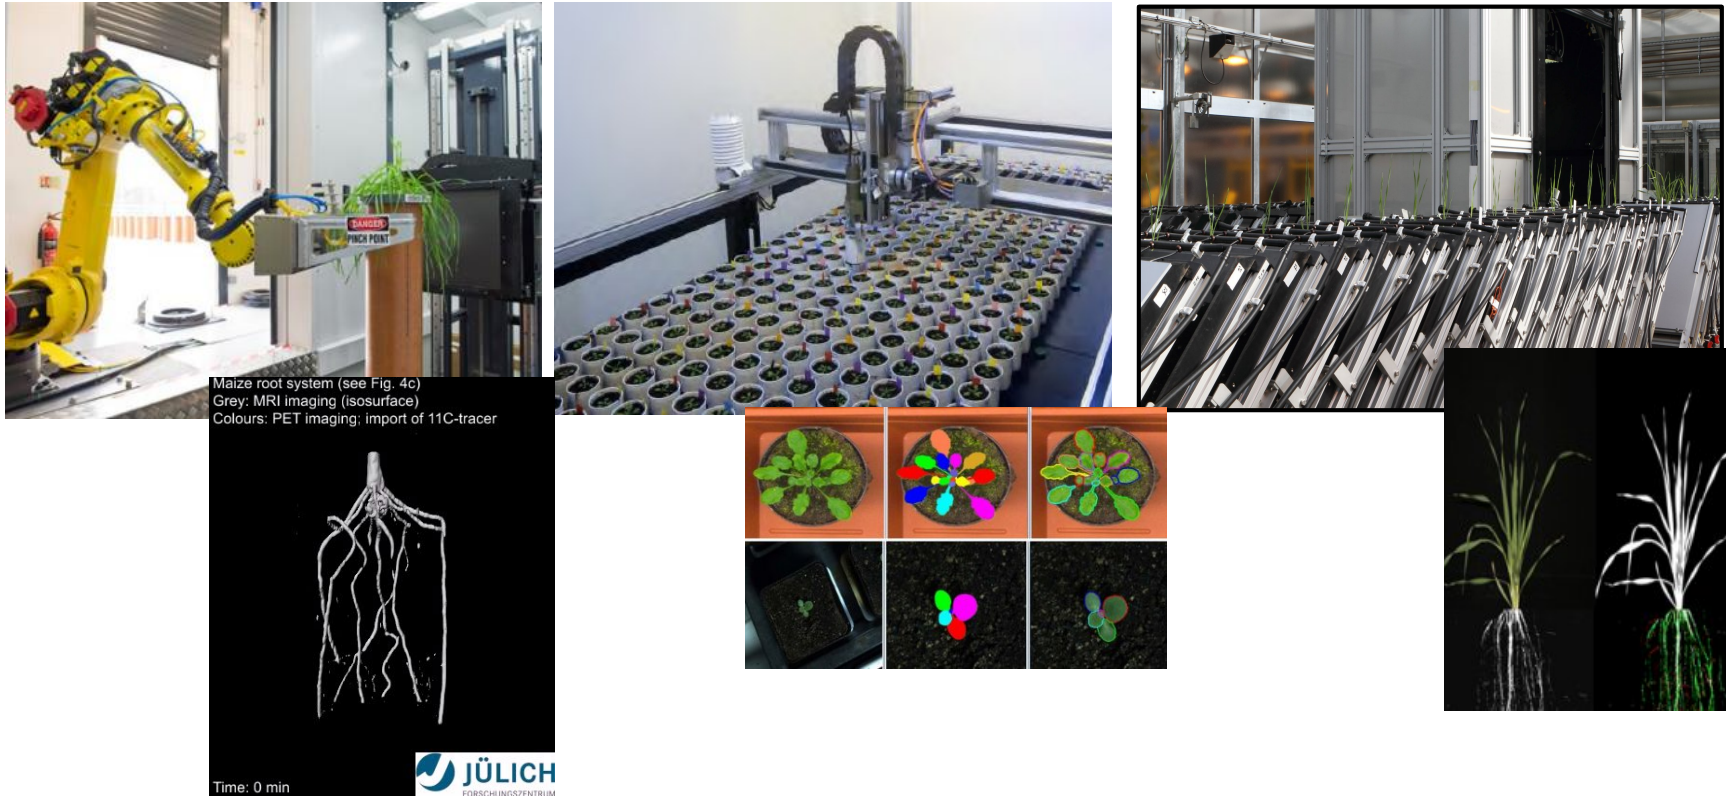 DANGER
PINCH POINT
Maize root system (see Fig. 4c)
Grey: MRI imaging (isosurface)
Colours: PET imaging; import of 11C-tracer
Time: 0 min
JÜLICH
FORSCHUNGSZENTRUM